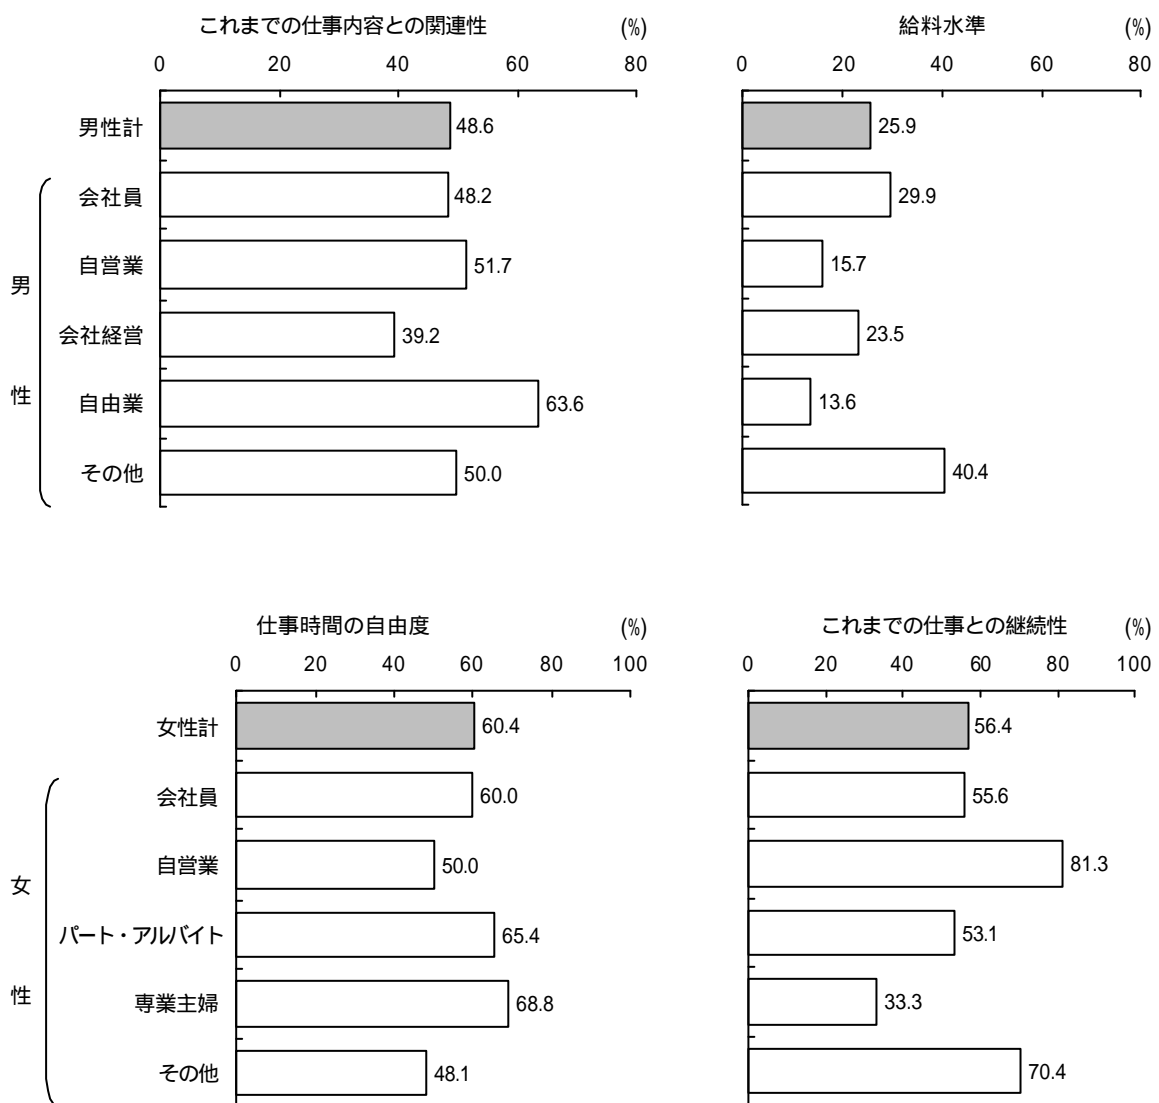 これまでの仕事内容との関連性 (%)
0 20 40 60 80
男性計 48.6
会社員 48.2
自営業 51.7
会社経営 39.2
自由業 63.6
その他 50.0
男性
給料水準 (%)
0 20 40 60 80
25.9
29.9
15.7
23.5
13.6
40.4
仕事時間の自由度 (%)
0 20 40 60 80 100
女性計 60.4
会社員 60.0
自営業 50.0
パート・アルバイト 65.4
専業主婦 68.8
その他 48.1
女性
これまでの仕事との継続性 (%)
0 20 40 60 80 100
56.4
55.6
81.3
53.1
33.3
70.4